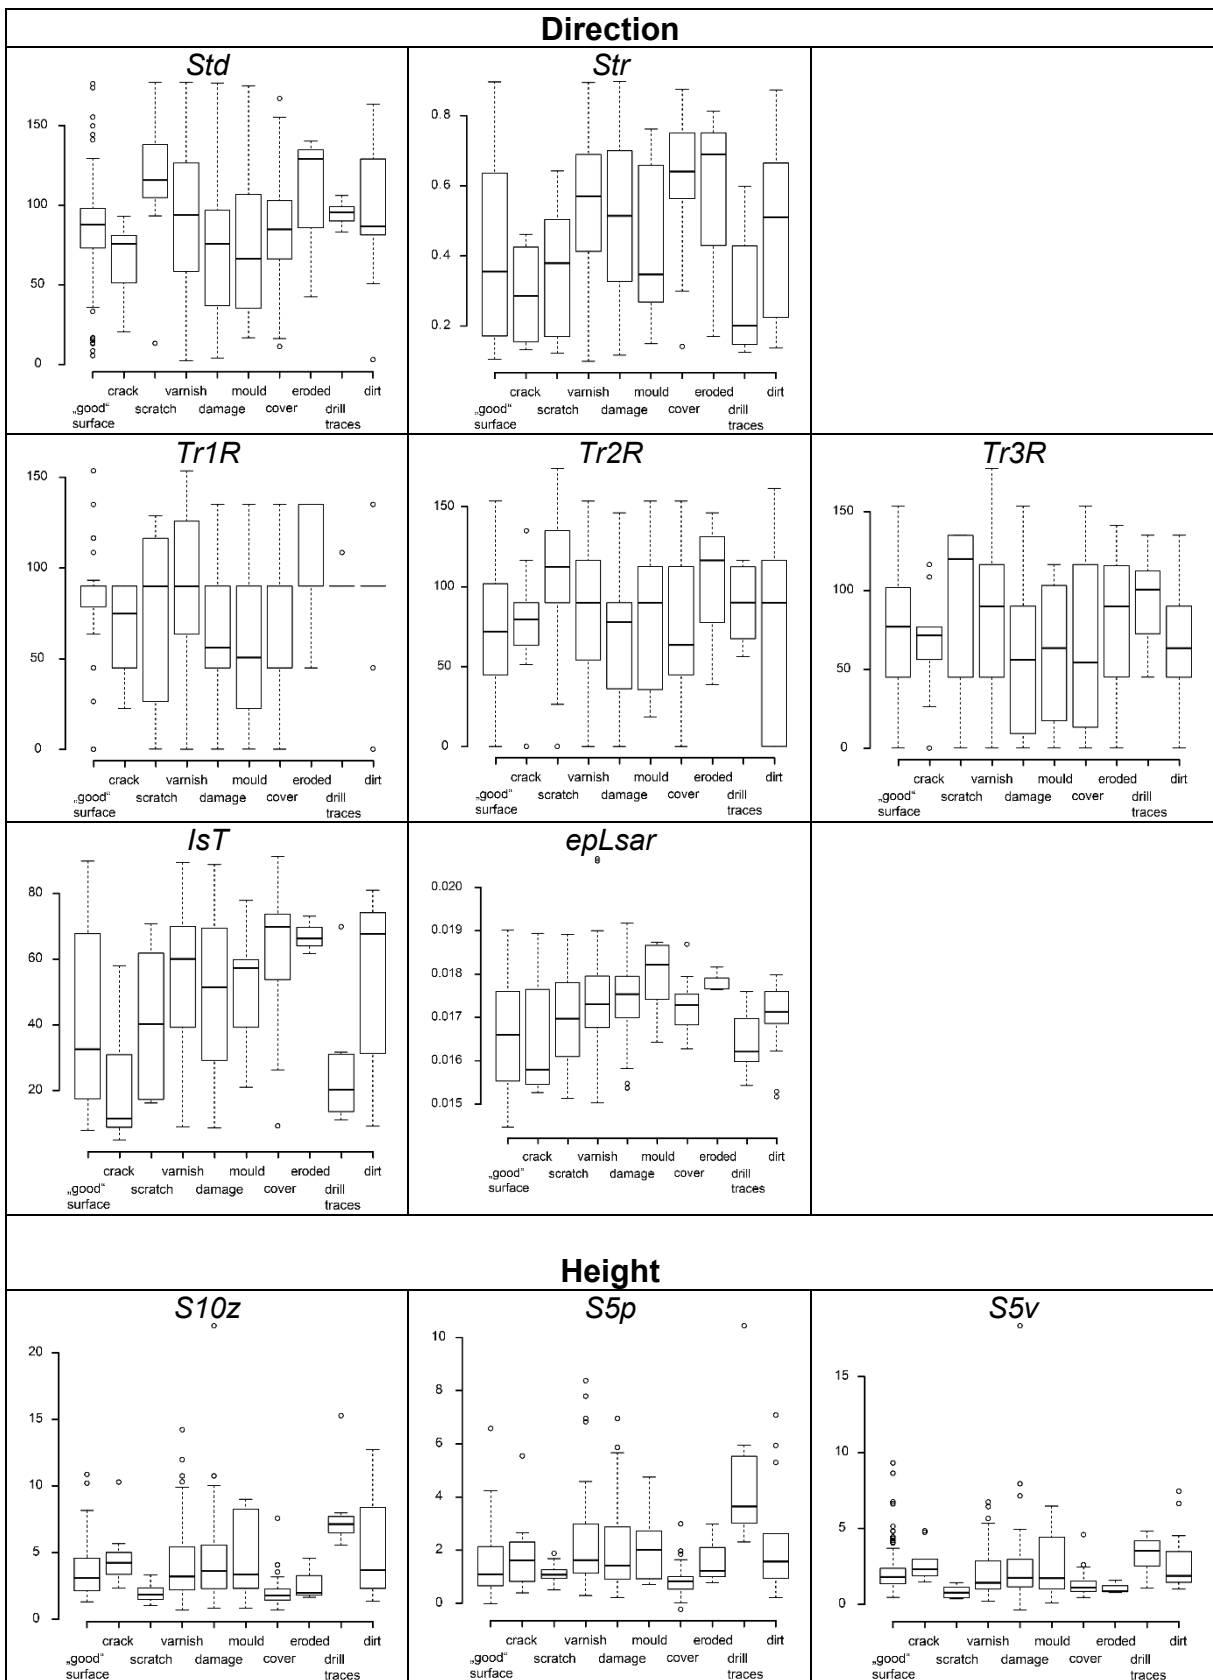 Direction
Std
Str
150
100
50
0
crack
varnish
mould
eroded
dirt
„good“
surface
scratch
damage
cover
drill
traces
0.8
0.6
0.4
0.2
crack
varnish
mould
eroded
dirt
„good“
surface
scratch
damage
cover
drill
traces
Tr1R
Tr2R
Tr3R
150
100
50
0
crack
varnish
mould
eroded
dirt
„good“
surface
scratch
damage
cover
drill
traces
150
100
50
0
crack
varnish
mould
eroded
dirt
„good“
surface
scratch
damage
cover
drill
traces
150
100
50
0
crack
varnish
mould
eroded
dirt
„good“
surface
scratch
damage
cover
drill
traces
IsT
epLsar
80
60
40
20
crack
varnish
mould
eroded
dirt
„good“
surface
scratch
damage
cover
drill
traces
0.020
0.019
0.018
0.017
0.016
0.015
crack
varnish
mould
eroded
dirt
„good“
surface
scratch
damage
cover
drill
traces
Height
S10z
S5p
S5v
20
15
10
5
0
crack
varnish
mould
eroded
dirt
„good“
surface
scratch
damage
cover
drill
traces
10
8
6
4
2
0
crack
varnish
mould
eroded
dirt
„good“
surface
scratch
damage
cover
drill
traces
15
10
5
0
crack
varnish
mould
eroded
dirt
„good“
surface
scratch
damage
cover
drill
traces